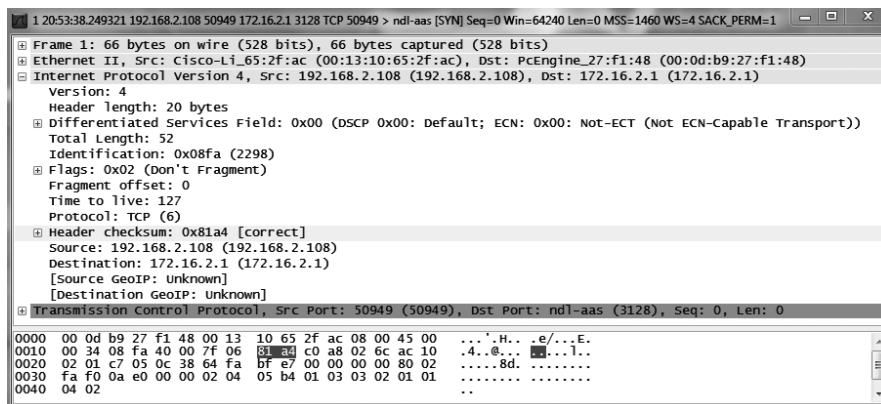 1 20:53:38.249321 192.168.2.108 50949 172.16.2.1 3128 TCP 50949 > ndl-aas [SYN] Seq=0 Win=64240 Len=0 MSS=1460 WS=4 SACK_PERM=1
Frame 1: 66 bytes on wire (528 bits), 66 bytes captured (528 bits)
Ethernet II, Src: Cisco-Li_65:2f:ac (00:13:10:65:2f:ac), Dst: PcEngine_27:f1:48 (00:0d:b9:27:f1:48)
Internet Protocol Version 4, Src: 192.168.2.108 (192.168.2.108), Dst: 172.16.2.1 (172.16.2.1)
Version: 4
Header length: 20 bytes
Differentiated Services Field: 0x00 (DSCP 0x00: Default; ECN: 0x00: Not-ECT (Not ECN-Capable Transport))
Total Length: 52
Identification: 0x08fa (2298)
Flags: 0x02 (Don't Fragment)
Fragment offset: 0
Time to live: 127
Protocol: TCP (6)
Header checksum: 0x81a4 [correct]
Source: 192.168.2.108 (192.168.2.108)
Destination: 172.16.2.1 (172.16.2.1)
[Source GeoIP: Unknown]
[Destination GeoIP: Unknown]
Transmission Control Protocol, Src Port: 50949 (50949), Dst Port: ndl-aas (3128), Seq: 0, Len: 0
0000 00 0d b9 27 f1 48 00 13 10 65 2f ac 08 00 45 00 ...'.H.. .e/...E.
0010 00 34 08 fa 40 00 7f 06 81 a4 c0 a8 02 6c ac 10 .4..@... .....l..
0020 02 01 c7 05 0c 38 64 fa bf e7 00 00 00 00 80 02 .....8d. ........
0030 fa f0 0a e0 00 00 02 04 05 b4 01 03 03 02 01 01 ........ ........
0040 04 02 ..